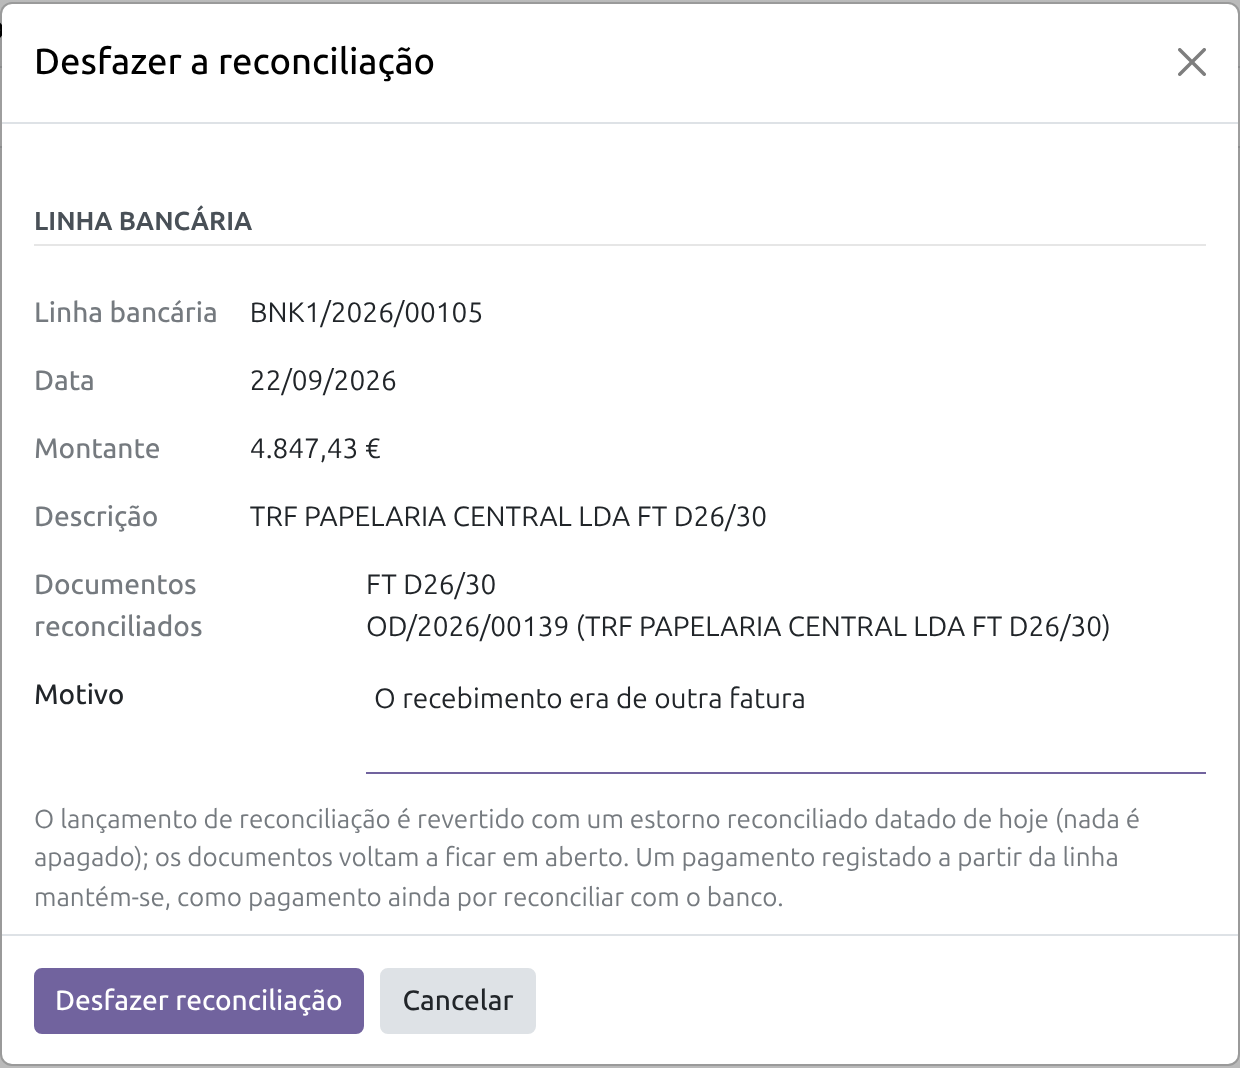 Desfazer a reconciliação
LINHA BANCÁRIA
Linha bancária BNK1/2026/00105
Data 22/09/2026
Montante 4.847,43 €
Descrição TRF PAPELARIA CENTRAL LDA FT D26/30
Documentos reconciliados FT D26/30
OD/2026/00139 (TRF PAPELARIA CENTRAL LDA FT D26/30)
Motivo O recebimento era de outra fatura
O lançamento de reconciliação é revertido com um estorno reconciliado datado de hoje (nada é
apagado); os documentos voltam a ficar em aberto. Um pagamento registado a partir da linha
mantém-se, como pagamento ainda por reconciliar com o banco.
Desfazer reconciliação Cancelar